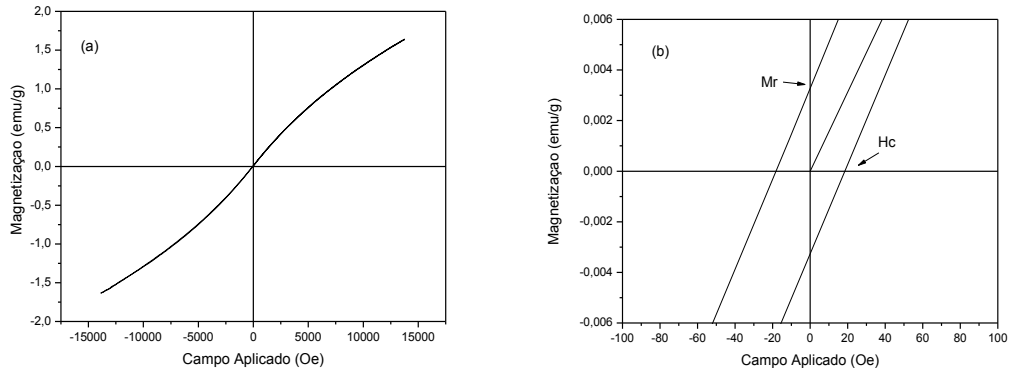 (a)
2,0
1,5
1,0
0,5
0,0
-0,5
-1,0
-1,5
-2,0
Magnetizaçao (emu/g)
-15000 -10000 -5000 0 5000 10000 15000
Campo Aplicado (Oe)
(b)
0,006
0,004
0,002
0,000
-0,002
-0,004
-0,006
Magnetizaçao (emu/g)
Mr
Hc
-100 -80 -60 -40 -20 0 20 40 60 80 100
Campo Aplicado (Oe)